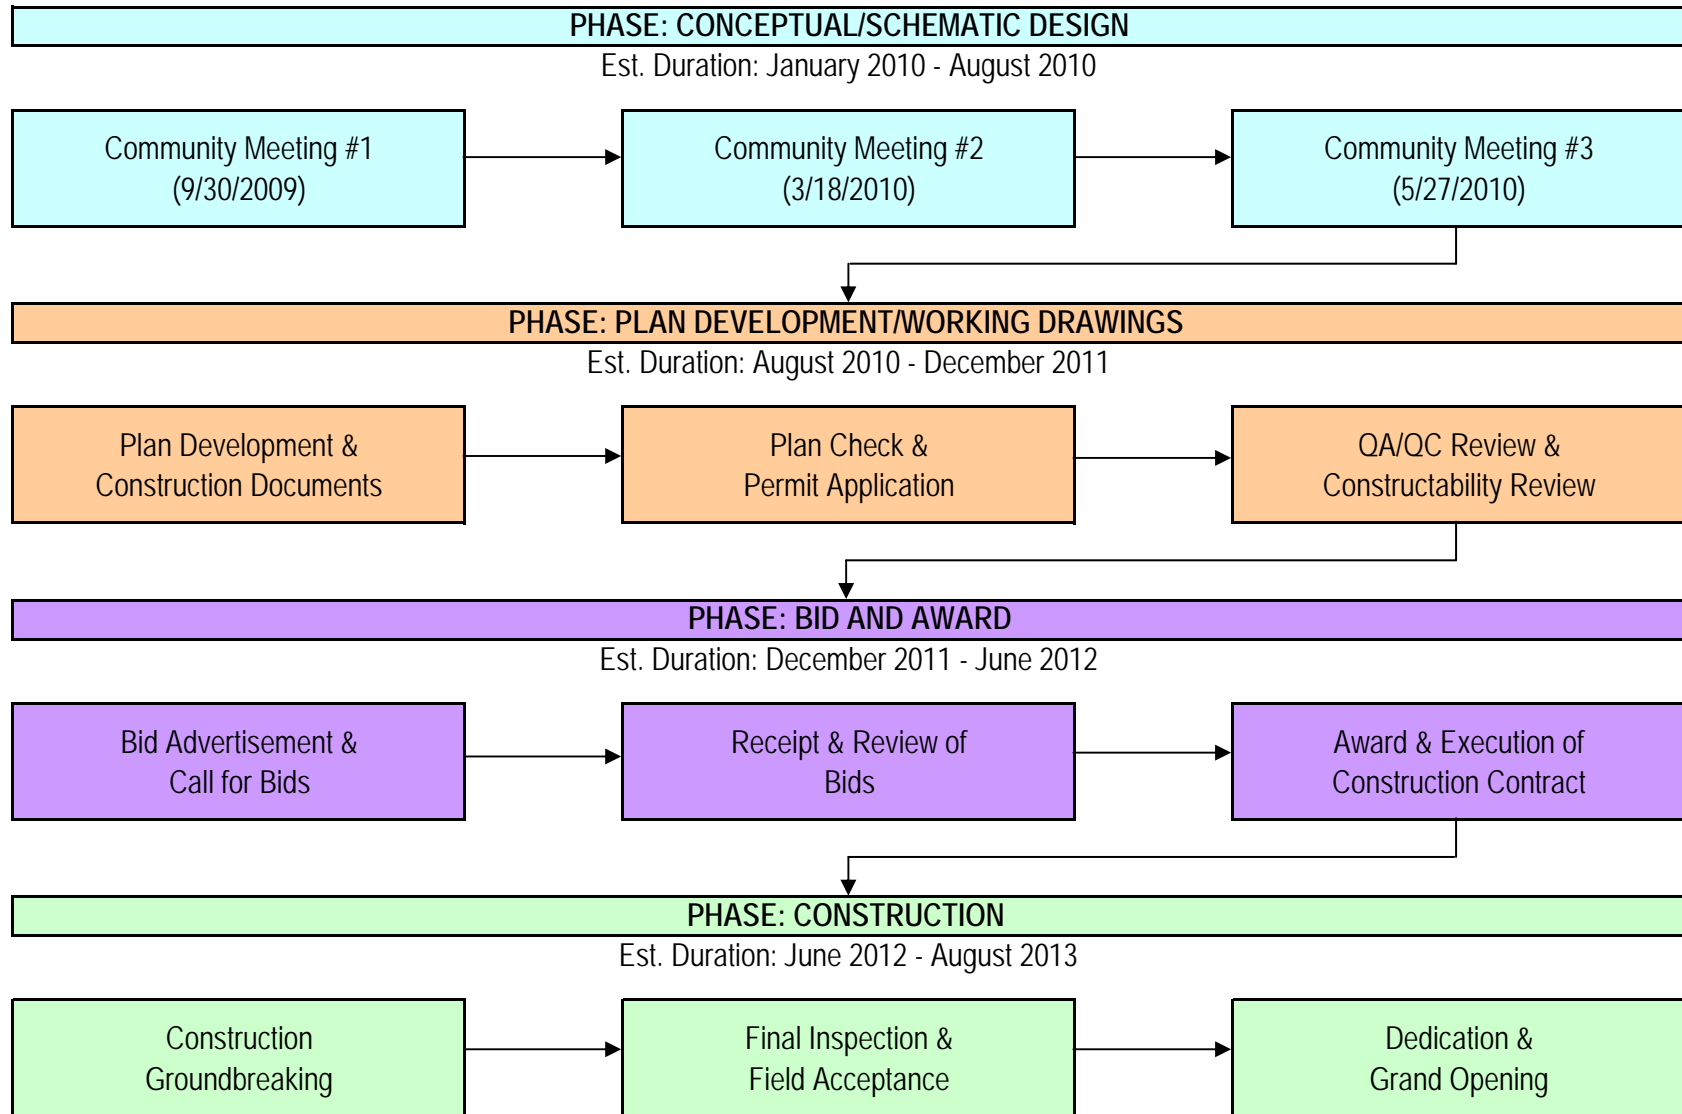 PHASE: CONCEPTUAL/SCHEMATIC DESIGN
Est. Duration: January 2010 - August 2010
Community Meeting #1
(9/30/2009)
Community Meeting #2
(3/18/2010)
Community Meeting #3
(5/27/2010)
PHASE: PLAN DEVELOPMENT/WORKING DRAWINGS
Est. Duration: August 2010 - December 2011
Plan Development &
Construction Documents
Plan Check &
Permit Application
QA/QC Review &
Constructability Review
PHASE: BID AND AWARD
Est. Duration: December 2011 - June 2012
Bid Advertisement &
Call for Bids
Receipt & Review of
Bids
Award & Execution of
Construction Contract
PHASE: CONSTRUCTION
Est. Duration: June 2012 - August 2013
Construction
Groundbreaking
Final Inspection &
Field Acceptance
Dedication &
Grand Opening